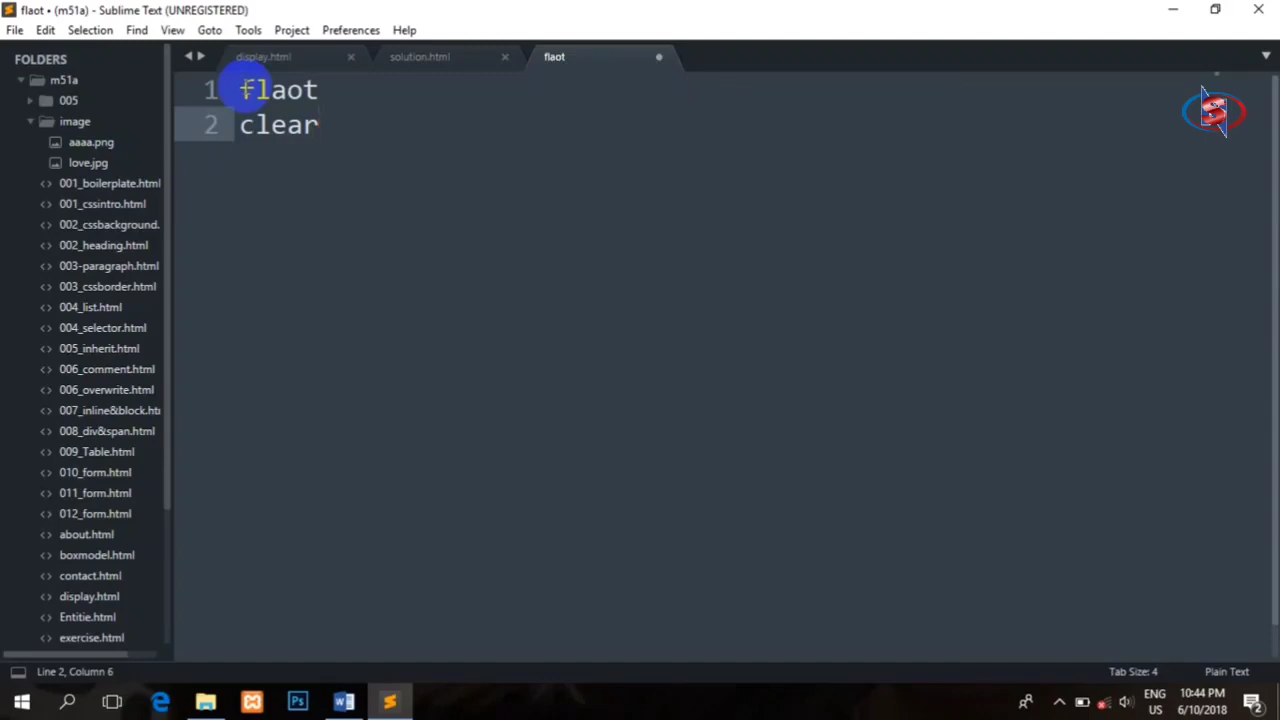 flaot • (m51a) - Sublime Text (UNREGISTERED)
File Edit Selection Find View Goto Tools Project Preferences Help
FOLDERS
m51a
005
image
aaaa.png
love.jpg
001_boilerplate.html
001_cssintro.html
002_cssbackground.
002_heading.html
003-paragraph.html
003_cssborder.html
004_list.html
004_selector.html
005_inherit.html
006_comment.html
006_overwrite.html
007_inline&block.htr
008_div&span.html
009_Table.html
010_form.html
011_form.html
012_form.html
about.html
boxmodel.html
contact.html
display.html
Entitie.html
exercise.html
display.html solution.html flaot
1 flaot
2 clear
S
Line 2, Column 6 Tab Size: 4 Plain Text
ENG 10:44 PM
US 6/10/2018
2